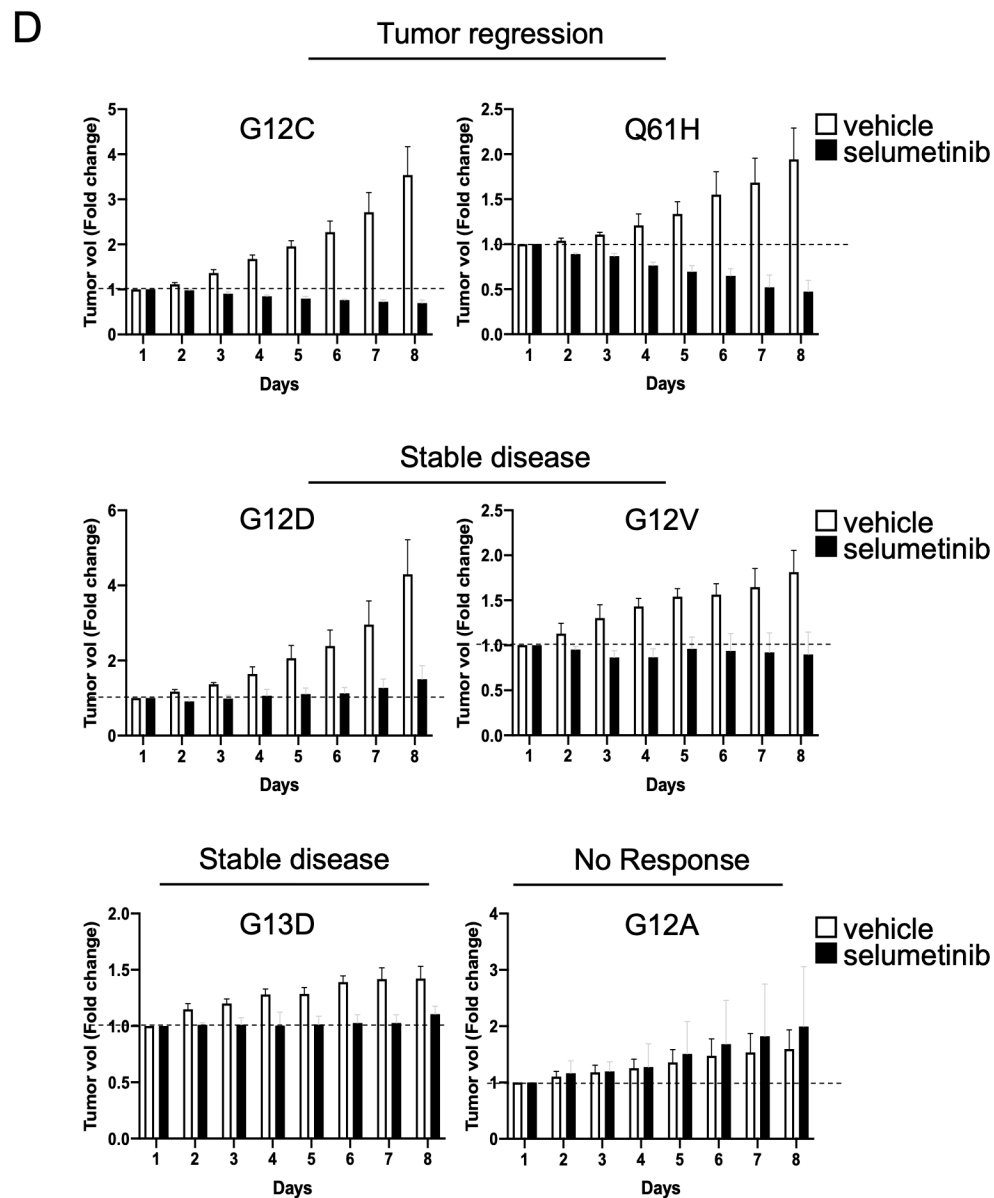 D
Tumor regression
G12C
Tumor vol (Fold change)
5
4
3
2
1
0
1 2 3 4 5 6 7 8
Days
Q61H
Tumor vol (Fold change)
2.5
2.0
1.5
1.0
0.5
0.0
1 2 3 4 5 6 7 8
Days
vehicle
selumetinib
Stable disease
G12D
Tumor vol (Fold change)
6
4
2
0
1 2 3 4 5 6 7 8
Days
G12V
Tumor vol (Fold change)
2.5
2.0
1.5
1.0
0.5
0.0
1 2 3 4 5 6 7 8
Days
vehicle
selumetinib
Stable disease
G13D
Tumor vol (Fold change)
2.0
1.5
1.0
0.5
0.0
1 2 3 4 5 6 7 8
Days
No Response
G12A
Tumor vol (Fold change)
4
3
2
1
0
1 2 3 4 5 6 7 8
Days
vehicle
selumetinib